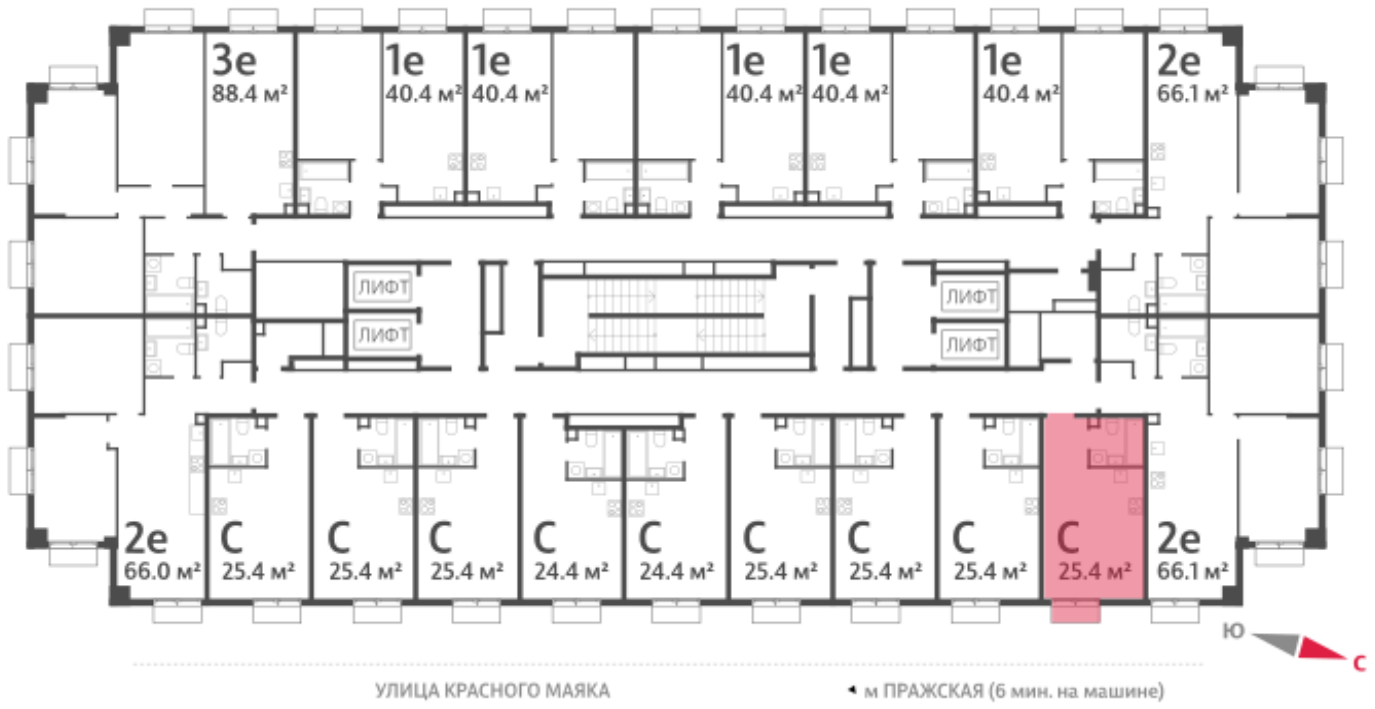 3е
88.4 м²
1е
40.4 м²
1е
40.4 м²
1е
40.4 м²
1е
40.4 м²
1е
40.4 м²
2е
66.1 м²
ЛИФТ
ЛИФТ
ЛИФТ
ЛИФТ
2е
66.0 м²
С
25.4 м²
С
25.4 м²
С
25.4 м²
С
24.4 м²
С
24.4 м²
С
25.4 м²
С
25.4 м²
С
25.4 м²
С
25.4 м²
2е
66.1 м²
Ю
С
УЛИЦА КРАСНОГО МАЯКА
м ПРАЖСКАЯ (6 мин. на машине)